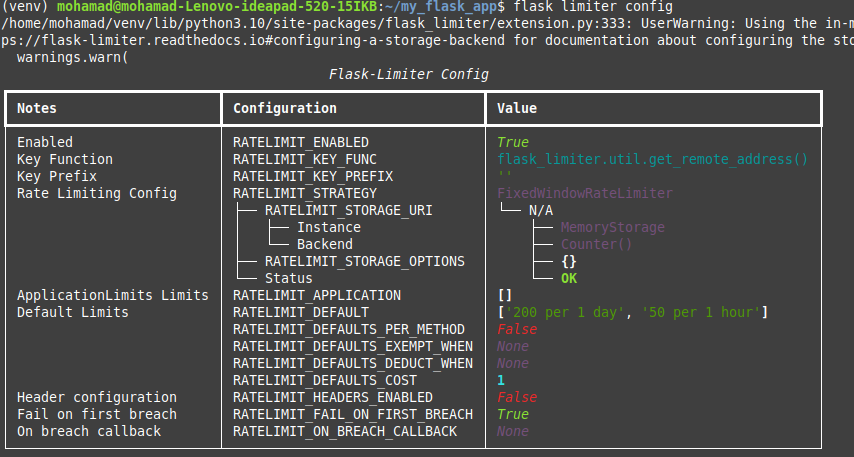 (venv) mohamad@mohamad-Lenovo-ideapad-520-15IKB:~/my_flask_app$ flask limiter config
/home/mohamad/venv/lib/python3.10/site-packages/flask_limiter/extension.py:333: UserWarning: Using the in-m
ps://flask-limiter.readthedocs.io#configuring-a-storage-backend for documentation about configuring the sto
warnings.warn(
Flask-Limiter Config
Notes Configuration Value
Enabled RATELIMIT_ENABLED True
Key Function RATELIMIT_KEY_FUNC flask_limiter.util.get_remote_address()
Key Prefix RATELIMIT_KEY_PREFIX ''
Rate Limiting Config RATELIMIT_STRATEGY FixedWindowRateLimiter
├── RATELIMIT_STORAGE_URI └── N/A
│ ├── Instance ├── MemoryStorage
│ └── Backend ├── Counter()
├── RATELIMIT_STORAGE_OPTIONS ├── {}
└── Status └── OK
ApplicationLimits Limits RATELIMIT_APPLICATION []
Default Limits RATELIMIT_DEFAULT ['200 per 1 day', '50 per 1 hour']
RATELIMIT_DEFAULTS_PER_METHOD False
RATELIMIT_DEFAULTS_EXEMPT_WHEN None
RATELIMIT_DEFAULTS_DEDUCT_WHEN None
RATELIMIT_DEFAULTS_COST 1
Header configuration RATELIMIT_HEADERS_ENABLED False
Fail on first breach RATELIMIT_FAIL_ON_FIRST_BREACH True
On breach callback RATELIMIT_ON_BREACH_CALLBACK None